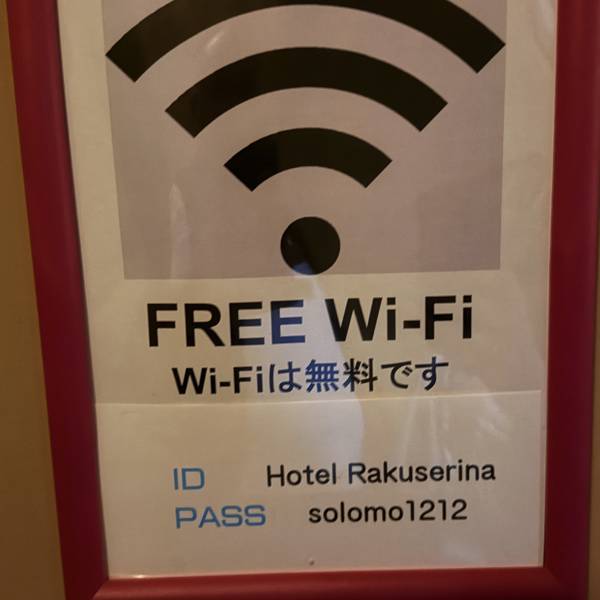 FREE Wi-Fi
Wi-Fiは無料です
ID Hotel Rakuserina
PASS solomo1212